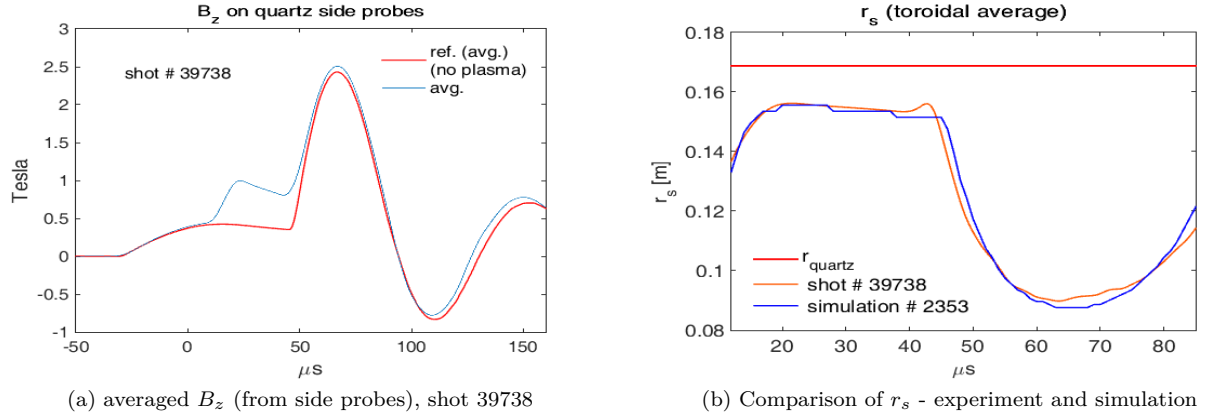 B_z on quartz side probes
3
2.5
2
1.5
1
0.5
0
-0.5
-1
Tesla
shot # 39738
ref. (avg.)
(no plasma)
avg.
-50
0
50
100
150
μs
(a) averaged B_z (from side probes), shot 39738
r_s (toroidal average)
0.18
0.16
0.14
0.12
0.1
0.08
r_s [m]
r_quartz
shot # 39738
simulation # 2353
20
30
40
50
60
70
80
μs
(b) Comparison of r_s - experiment and simulation